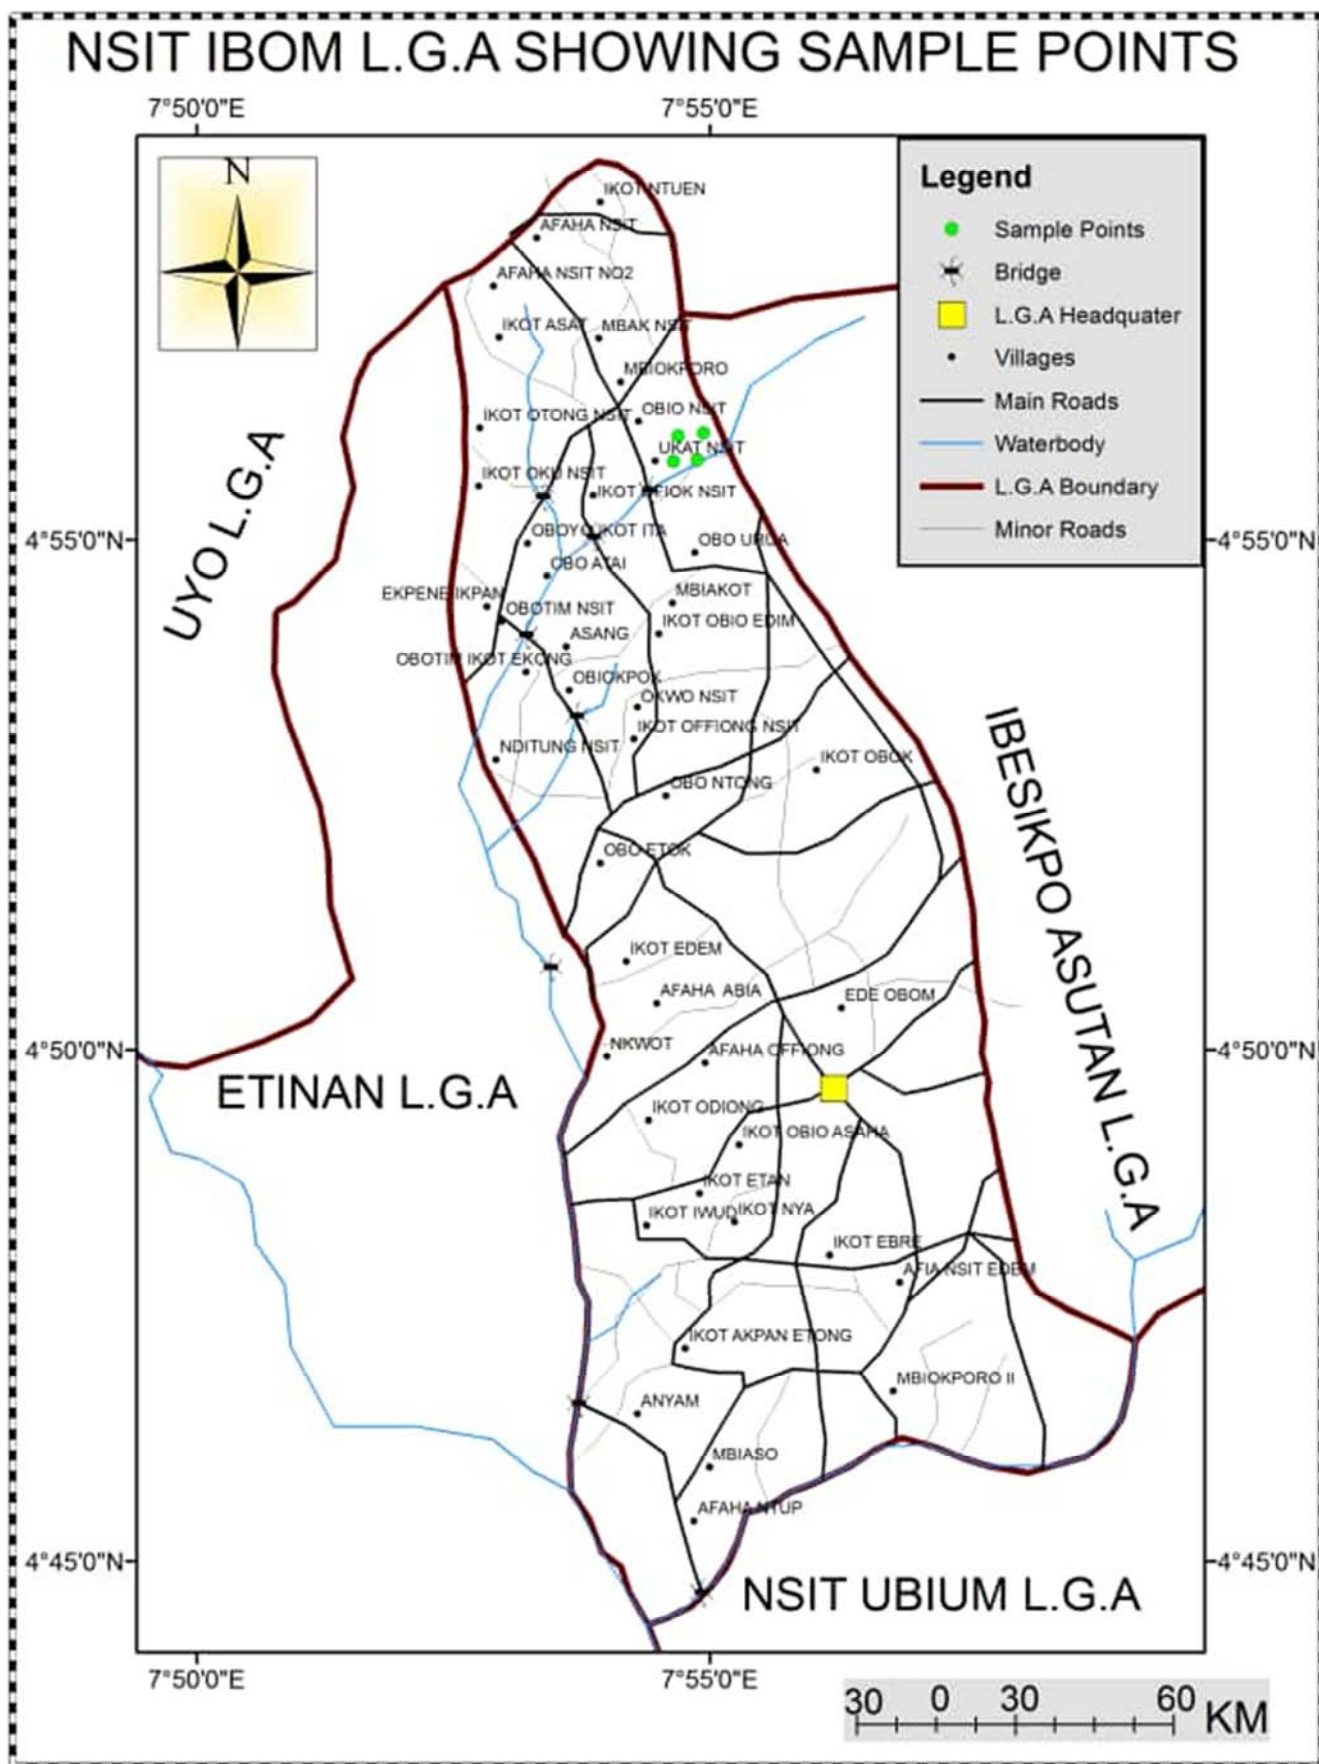 NSIT IBOM L.G.A SHOWING SAMPLE POINTS
7°50'0"E 7°55'0"E
N
Legend
Sample Points
Bridge
L.G.A Headquater
Villages
Main Roads
Waterbody
L.G.A Boundary
Minor Roads
IKOT NTUEN
AFAHA NSIT
AFAHA NSIT NO2
IKOT ASAT
MBAK NSIT
MBIOKPORO
OBIO NSIT
IKOT OTONG NSIT
UKAT NSIT
IKOT OKU NSIT
IKOT EFIOK NSIT
UYO L.G.A
4°55'0"N
4°55'0"N
OBOYO IKOT ITA
OBO URUA
OBO ATAI
EKPENE IKPAN
MBIAKOT
OBOTIM NSIT
IKOT OBIO EDIM
ASANG
OBOTIM IKOT EKONG
OBIOKPOK
OKWO NSIT
IKOT OFFIONG NSIT
NDITUNG NSIT
IKOT OBOK
OBO NTONG
OBO ETOK
IBESIKPO ASUTAN L.G.A
IKOT EDEM
AFAHA ABIA
EDE OBOM
NKWOT
AFAHA OFFIONG
4°50'0"N
4°50'0"N
ETINAN L.G.A
IKOT ODIONG
IKOT OBIO ASAHA
IKOT ETAN
IKOT IWUD
IKOT NYA
IKOT EBRE
AFIA NSIT EDEM
IKOT AKPAN ETONG
MBIOKPORO II
ANYAM
MBIASO
AFAHA NTUP
4°45'0"N
4°45'0"N
NSIT UBIUM L.G.A
7°50'0"E 7°55'0"E
30 0 30 60 KM